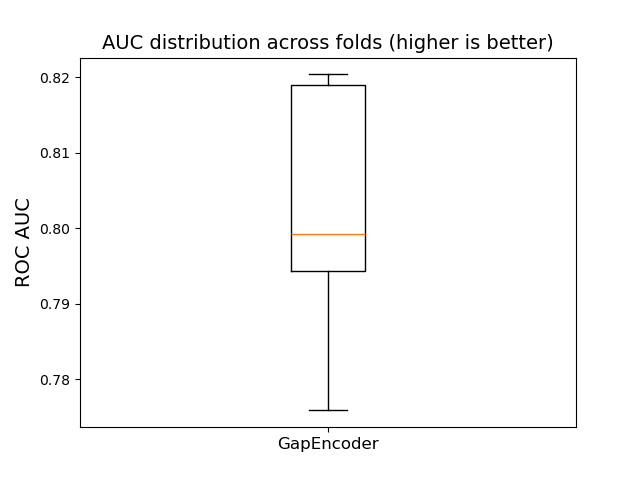 AUC distribution across folds (higher is better)
ROC AUC
0.82
0.81
0.80
0.79
0.78
GapEncoder